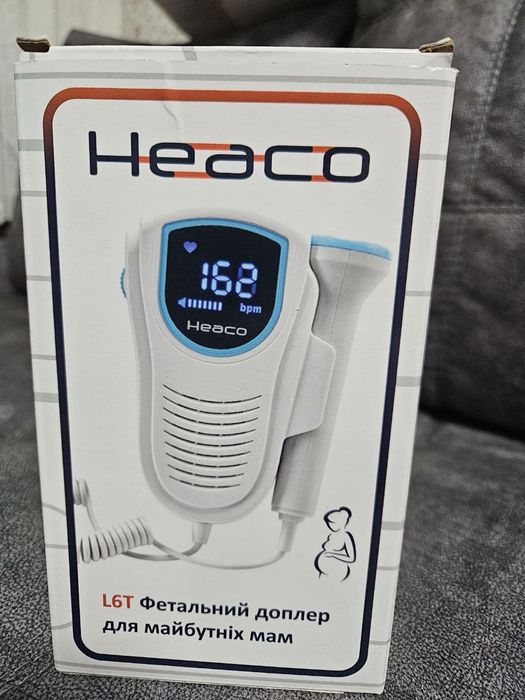 Heaco
168
bpm
Heaco
L6T Фетальний доплер
для майбутніх мам